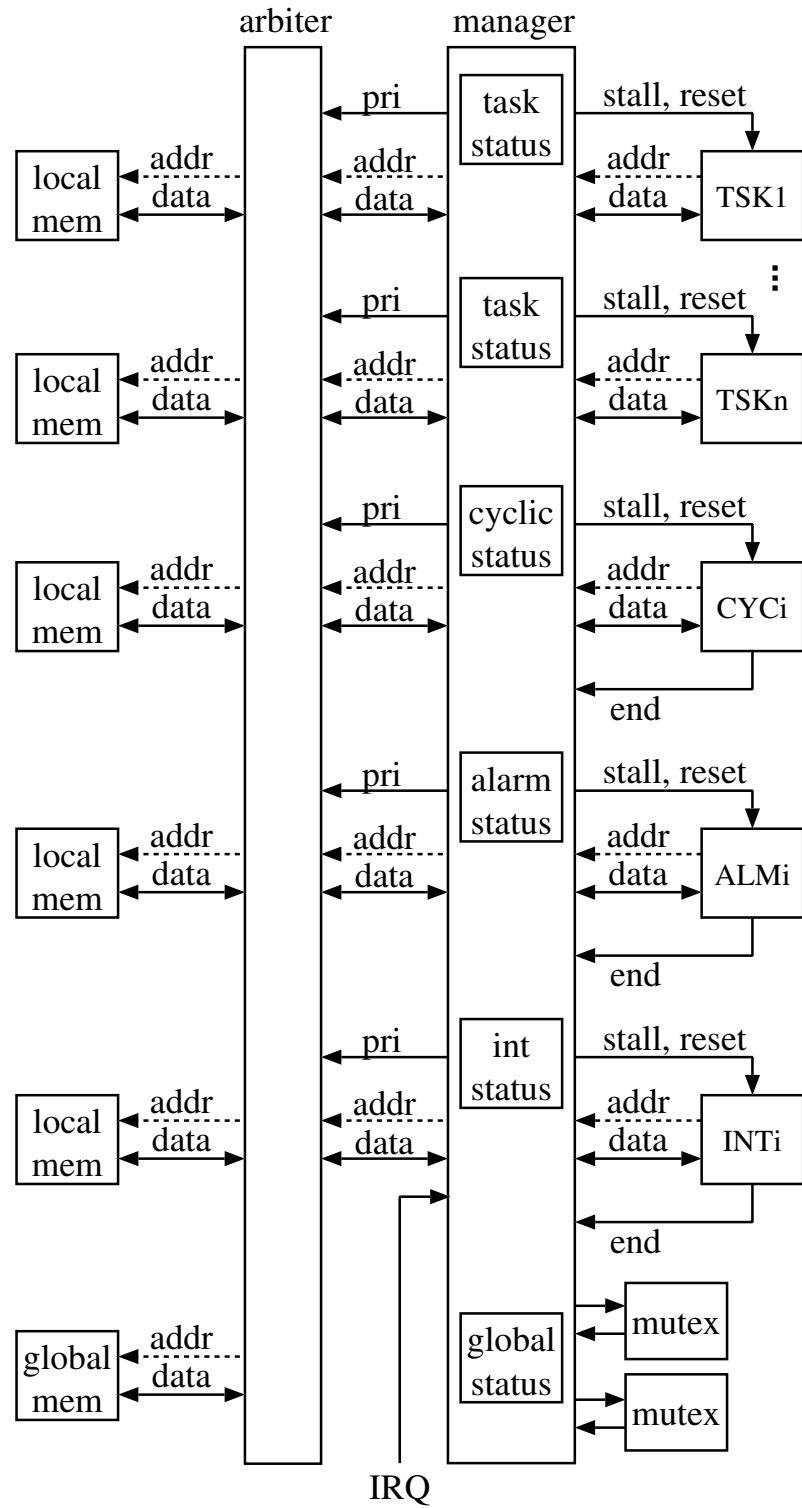 arbiter
manager
pri
task
status
stall, reset
local
mem
addr
data
addr
data
addr
data
TSK1
⋮
pri
task
status
stall, reset
local
mem
addr
data
addr
data
addr
data
TSKn
pri
cyclic
status
stall, reset
local
mem
addr
data
addr
data
addr
data
CYCi
end
pri
alarm
status
stall, reset
local
mem
addr
data
addr
data
addr
data
ALMi
end
pri
int
status
stall, reset
local
mem
addr
data
addr
data
addr
data
INTi
end
global
mem
addr
data
global
status
mutex
mutex
IRQ